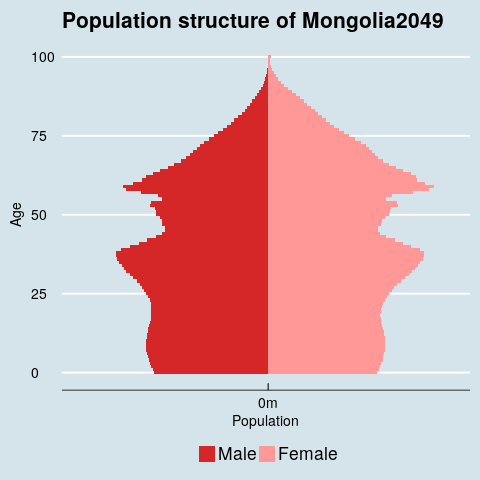 Population structure of Mongolia2049
100
75
50
25
0
Age
0m
Population
Male Female